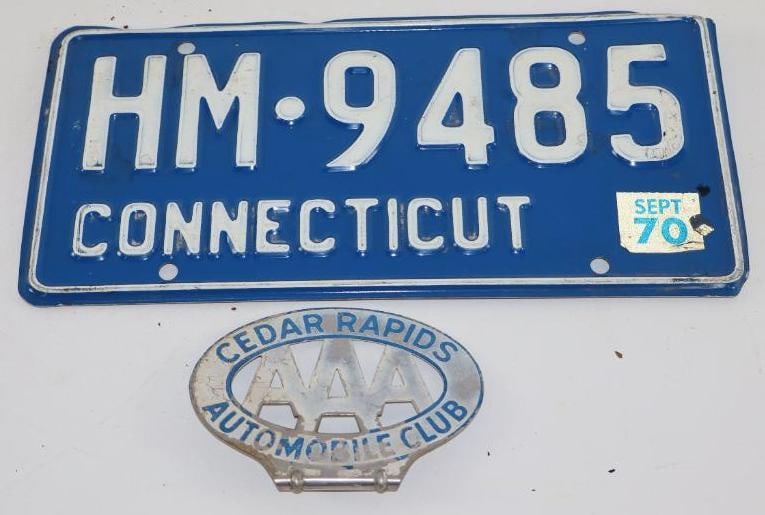 HM·9485
CONNECTICUT
SEPT
70
CEDAR RAPIDS
AAA
AUTOMOBILE CLUB